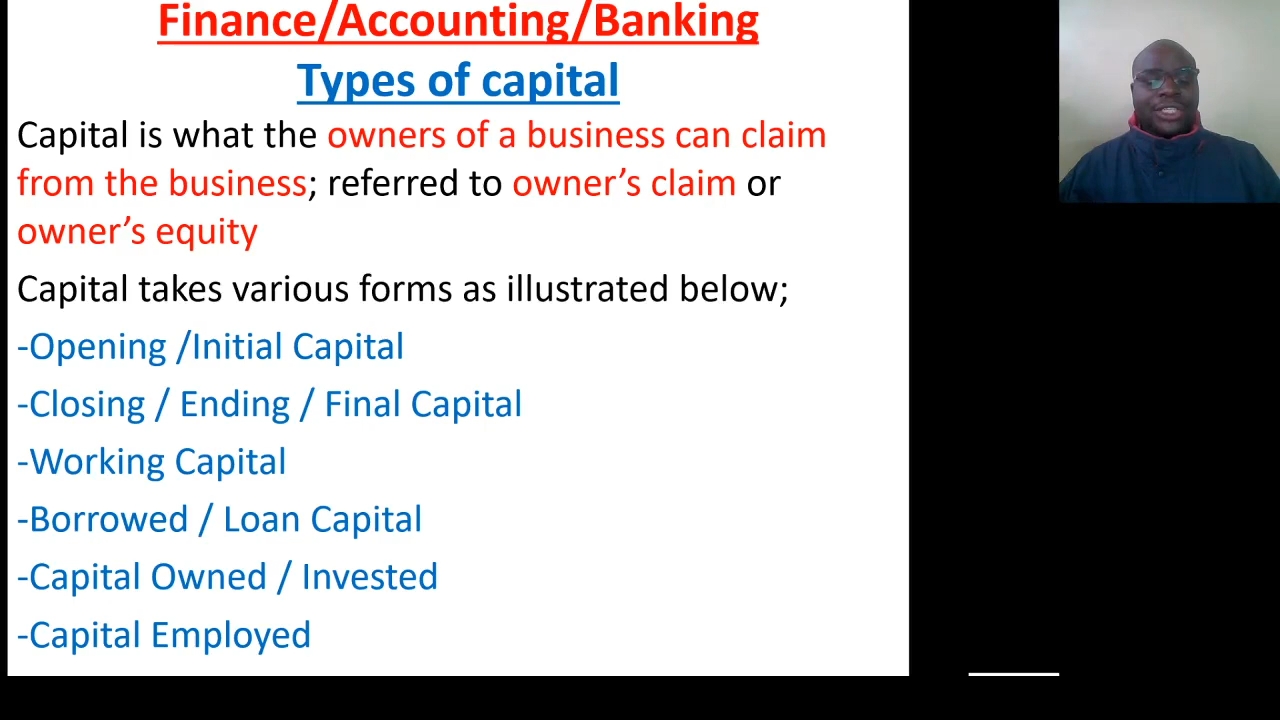 Finance/Accounting/Banking
Types of capital
Capital is what the owners of a business can claim
from the business; referred to owner’s claim or
owner’s equity
Capital takes various forms as illustrated below;
-Opening /Initial Capital
-Closing / Ending / Final Capital
-Working Capital
-Borrowed / Loan Capital
-Capital Owned / Invested
-Capital Employed